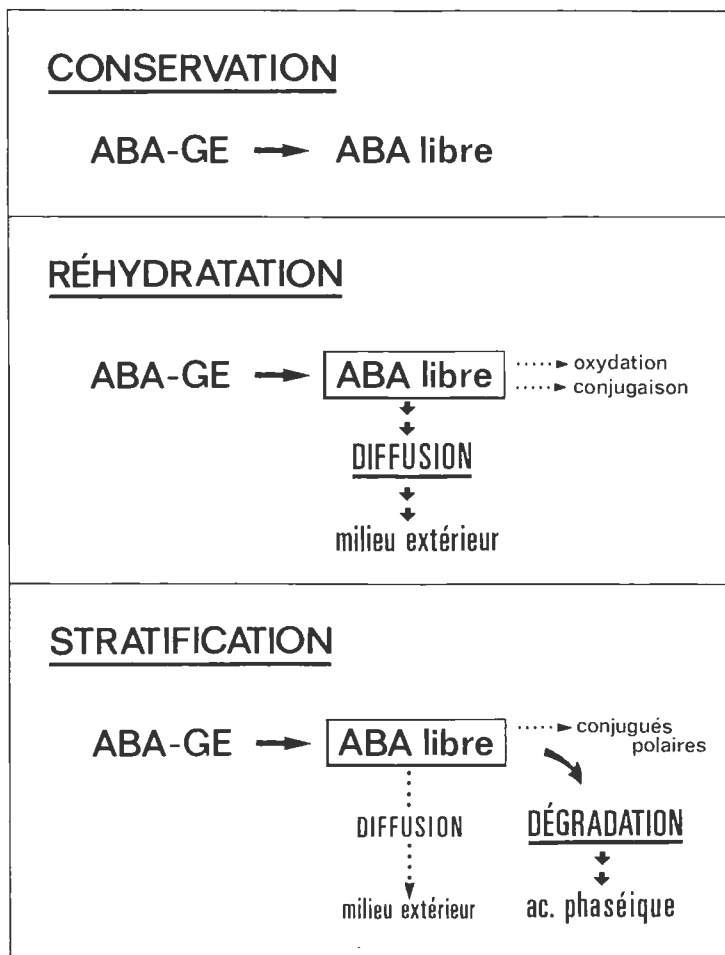 CONSERVATION
ABA-GE → ABA libre
RÉHYDRATATION
ABA-GE → ABA libre
oxydation
conjugaison
DIFFUSION
milieu extérieur
STRATIFICATION
ABA-GE → ABA libre
conjugués
polaires
DIFFUSION
DÉGRADATION
milieu extérieur
ac. phaséique